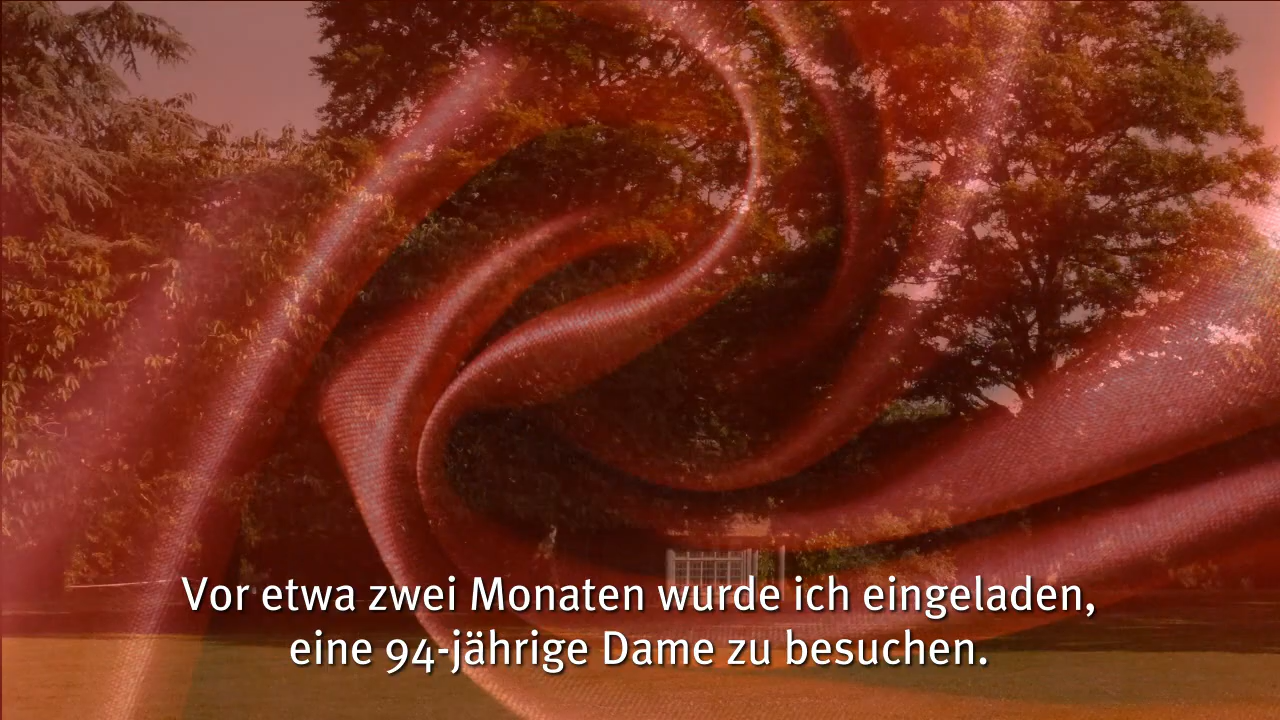 Vor etwa zwei Monaten wurde ich eingeladen,
eine 94-jährige Dame zu besuchen.